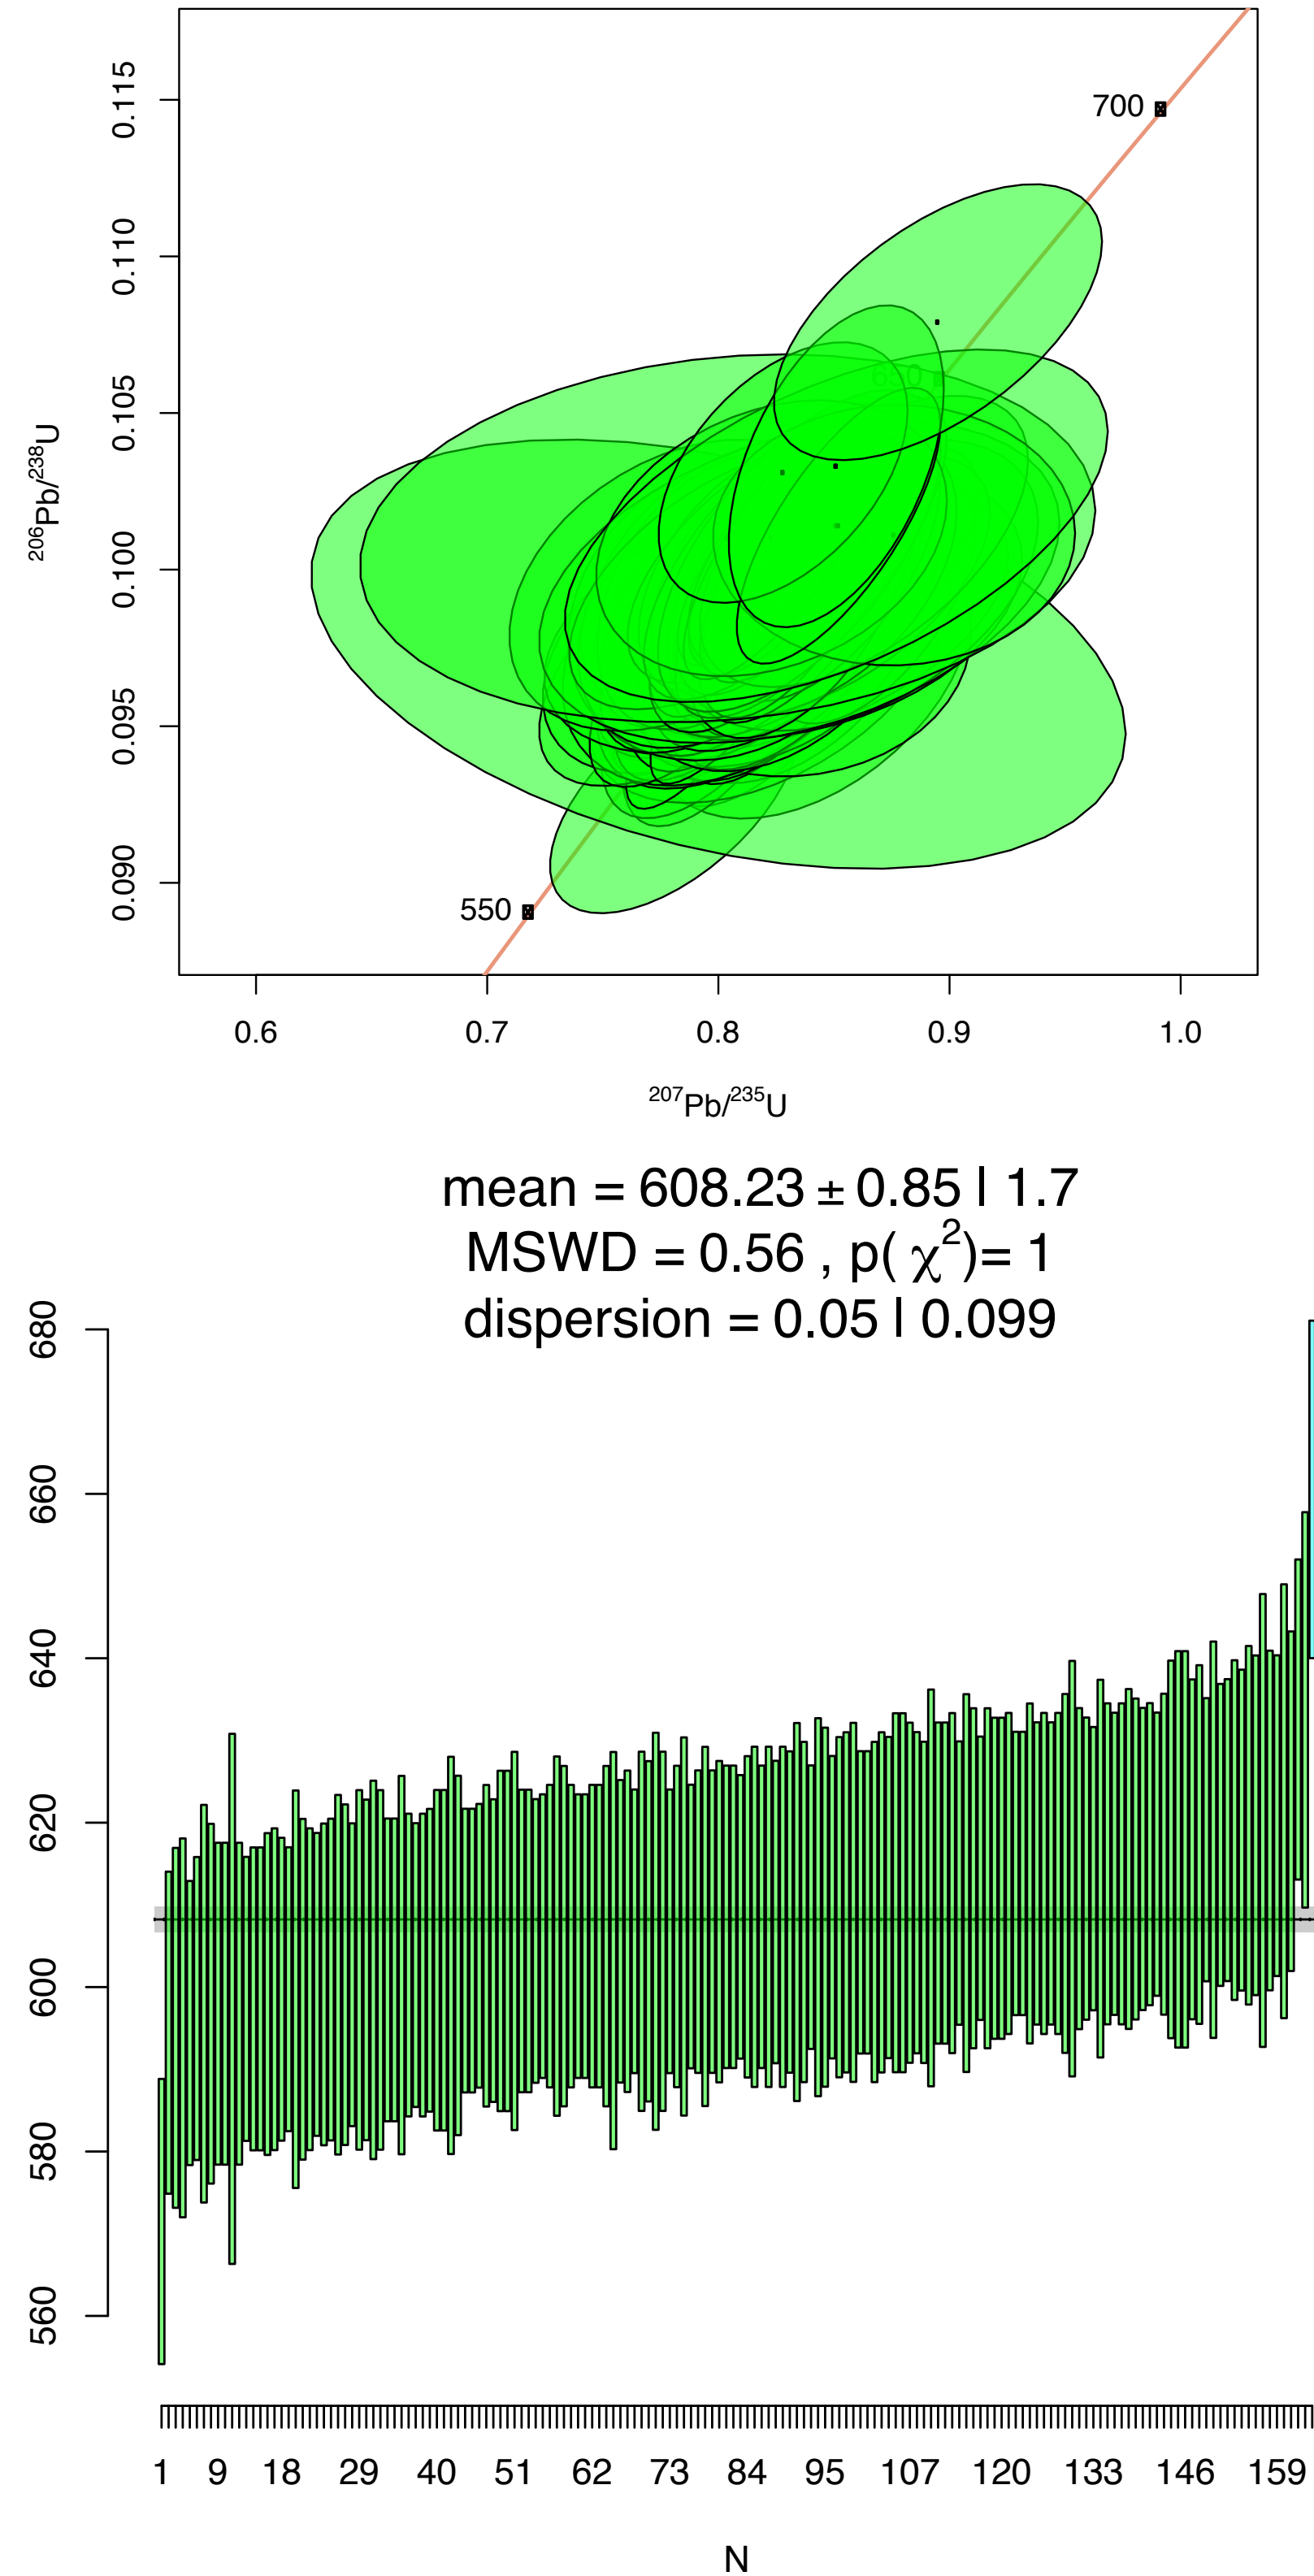 0.115
0.110
0.105
0.100
0.095
0.090
206Pb/238U
700
650
550
0.6 0.7 0.8 0.9 1.0
207Pb/235U
mean = 608.23 ± 0.85 | 1.7
MSWD = 0.56 , p( χ2)= 1
dispersion = 0.05 | 0.099
680
660
640
620
600
580
560
1 9 18 29 40 51 62 73 84 95 107 120 133 146 159
N